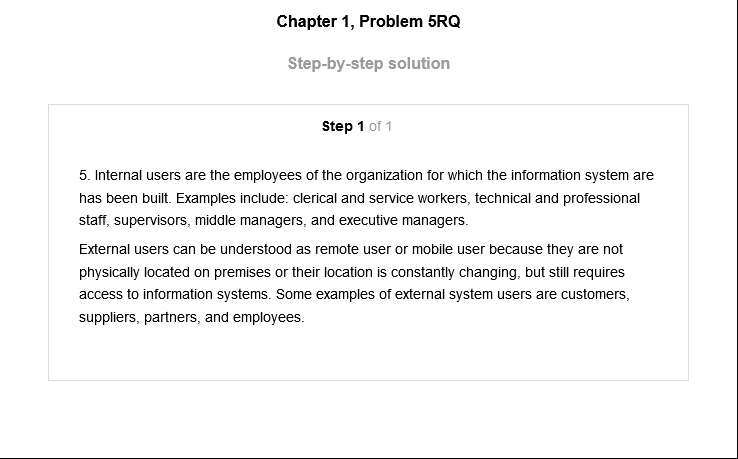 Chapter 1, Problem 5RQ
Step-by-step solution
Step 1 of 1
5. Internal users are the employees of the organization for which the information system are
has been built. Examples include: clerical and service workers, technical and professional
staff, supervisors, middle managers, and executive managers.
External users can be understood as remote user or mobile user because they are not
physically located on premises or their location is constantly changing, but still requires
access to information systems. Some examples of external system users are customers,
suppliers, partners, and employees.